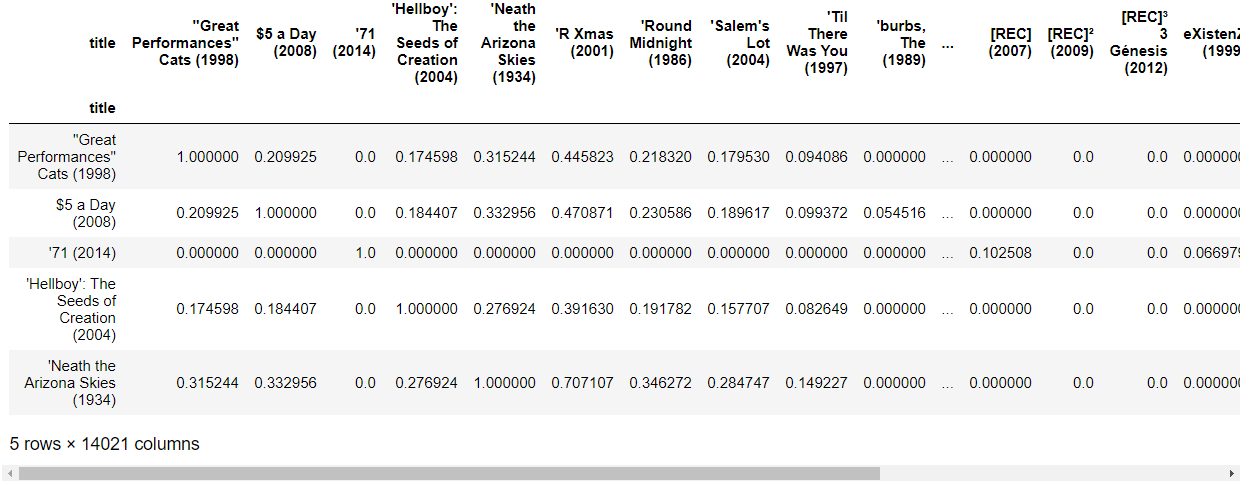 title
"Great
Performances"
Cats (1998)
$5 a Day
(2008)
'71
(2014)
'Hellboy':
The
Seeds of
Creation
(2004)
'Neath
the
Arizona
Skies
(1934)
'R Xmas
(2001)
'Round
Midnight
(1986)
'Salem's
Lot
(2004)
'Til
There
Was You
(1997)
'burbs,
The
(1989)
...
[REC]
(2007)
[REC]²
(2009)
[REC]³
3
Génesis
(2012)
eXistenZ
(1999
title
"Great
Performances"
Cats (1998)
1.000000 0.209925 0.0 0.174598 0.315244 0.445823 0.218320 0.179530 0.094086 0.000000 ... 0.000000 0.0 0.0 0.00000
$5 a Day
(2008)
0.209925 1.000000 0.0 0.184407 0.332956 0.470871 0.230586 0.189617 0.099372 0.054516 ... 0.000000 0.0 0.0 0.00000
'71 (2014) 0.000000 0.000000 1.0 0.000000 0.000000 0.000000 0.000000 0.000000 0.000000 0.000000 ... 0.102508 0.0 0.0 0.066979
'Hellboy': The
Seeds of
Creation
(2004)
0.174598 0.184407 0.0 1.000000 0.276924 0.391630 0.191782 0.157707 0.082649 0.000000 ... 0.000000 0.0 0.0 0.00000
'Neath the
Arizona Skies
(1934)
0.315244 0.332956 0.0 0.276924 1.000000 0.707107 0.346272 0.284747 0.149227 0.000000 ... 0.000000 0.0 0.0 0.00000
5 rows × 14021 columns